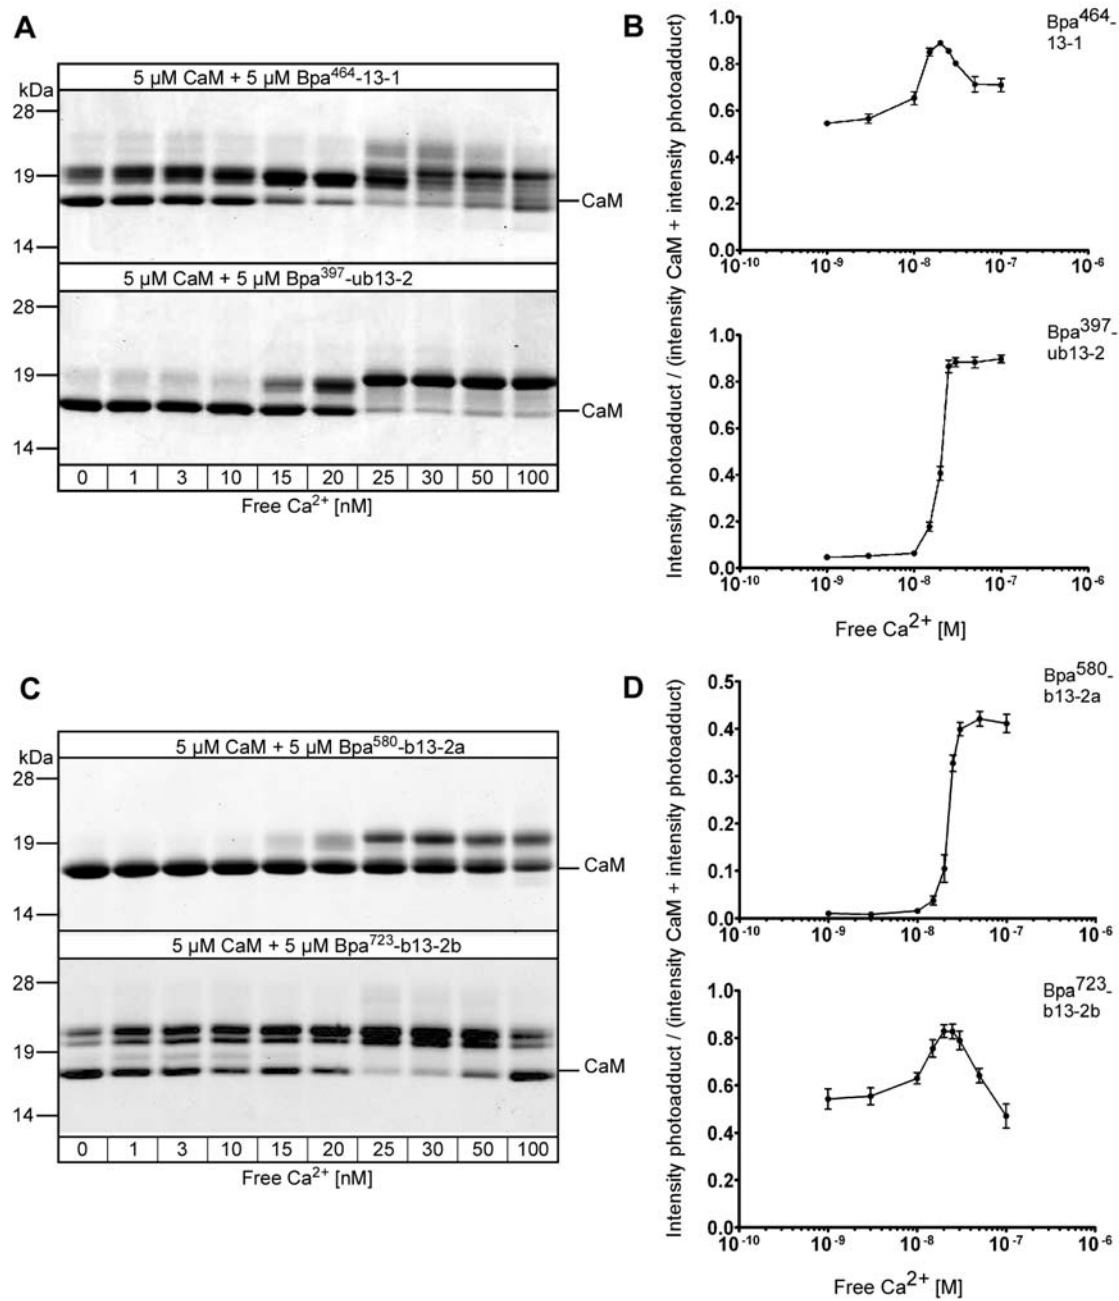 A
kDa
5 µM CaM + 5 µM Bpa464-13-1
28
19
CaM
14
5 µM CaM + 5 µM Bpa397-ub13-2
28
19
CaM
14
0 1 3 10 15 20 25 30 50 100
Free Ca2+ [nM]
B
Intensity photoadduct / (intensity CaM + intensity photoadduct)
Bpa464-
13-1
1.0
0.8
0.6
0.4
0.2
0.0
10-10 10-9 10-8 10-7 10-6
Bpa397-
ub13-2
1.0
0.8
0.6
0.4
0.2
0.0
10-10 10-9 10-8 10-7 10-6
Free Ca2+ [M]
C
kDa
5 µM CaM + 5 µM Bpa580-b13-2a
28
19
CaM
14
5 µM CaM + 5 µM Bpa723-b13-2b
28
19
CaM
14
0 1 3 10 15 20 25 30 50 100
Free Ca2+ [nM]
D
Intensity photoadduct / (intensity CaM + intensity photoadduct)
Bpa580-
b13-2a
0.5
0.4
0.3
0.2
0.1
0.0
10-10 10-9 10-8 10-7 10-6
Bpa723-
b13-2b
1.0
0.8
0.6
0.4
0.2
0.0
10-10 10-9 10-8 10-7 10-6
Free Ca2+ [M]